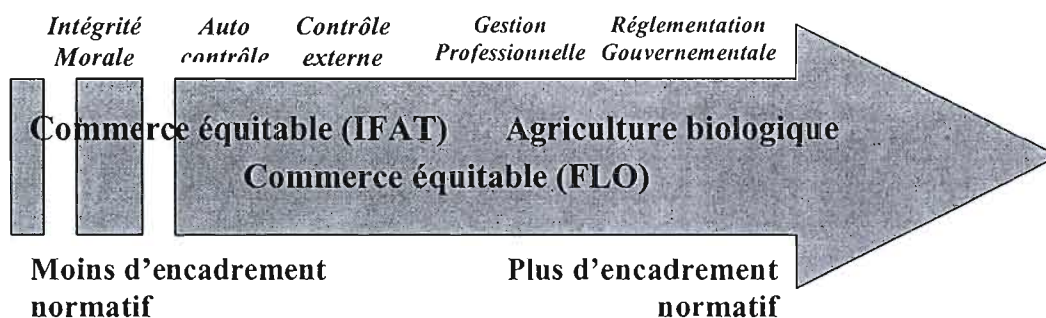 Intégrité Auto Contrôle Gestion Réglementation
Morale contrôle externe Professionnelle Gouvernementale
Commerce équitable (IFAT) Agriculture biologique
Commerce équitable (FLO)
Moins d'encadrement Plus d'encadrement
normatif normatif